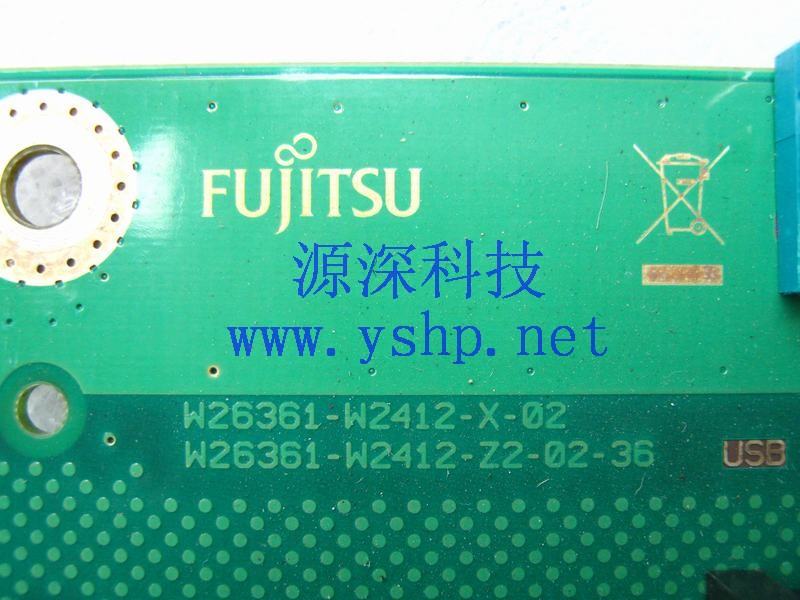 FUJITSU
源深科技
www.yshp.net
W26361-W2412-X-02
W26361-W2412-Z2-02-36
USB